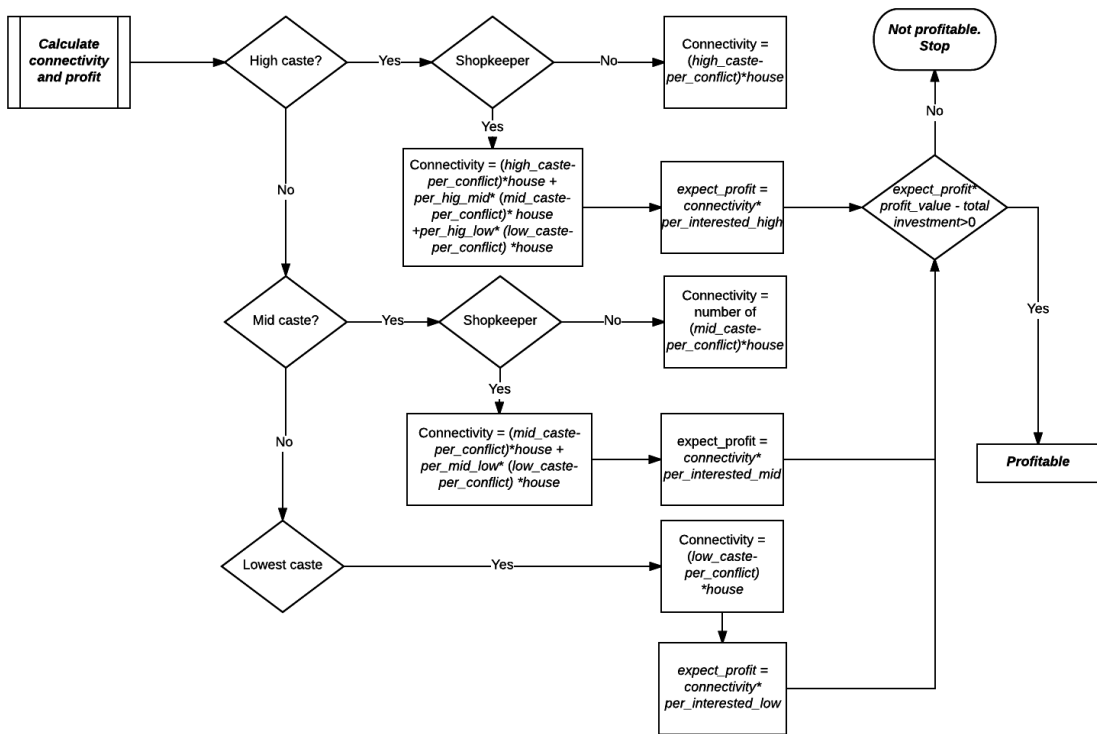 Calculate
connectivity
and profit
High caste?
Yes
Shopkeeper
No
Connectivity =
(high_caste-
per_conflict)*house
Not profitable.
Stop
No
Yes
No
Connectivity = (high_caste-
per_conflict)*house +
per_hig_mid* (mid_caste-
per_conflict)* house
+per_hig_low* (low_caste-
per_conflict) *house
expect_profit =
connectivity*
per_interested_high
expect_profit*
profit_value - total
investment>0
Yes
Mid caste?
Yes
Shopkeeper
No
Connectivity =
number of
(mid_caste-
per_conflict)*house
Yes
No
Connectivity = (mid_caste-
per_conflict)*house +
per_mid_low* (low_caste-
per_conflict) *house
expect_profit =
connectivity*
per_interested_mid
Profitable
Lowest caste
Yes
Connectivity =
(low_caste-
per_conflict)
*house
expect_profit =
connectivity*
per_interested_low